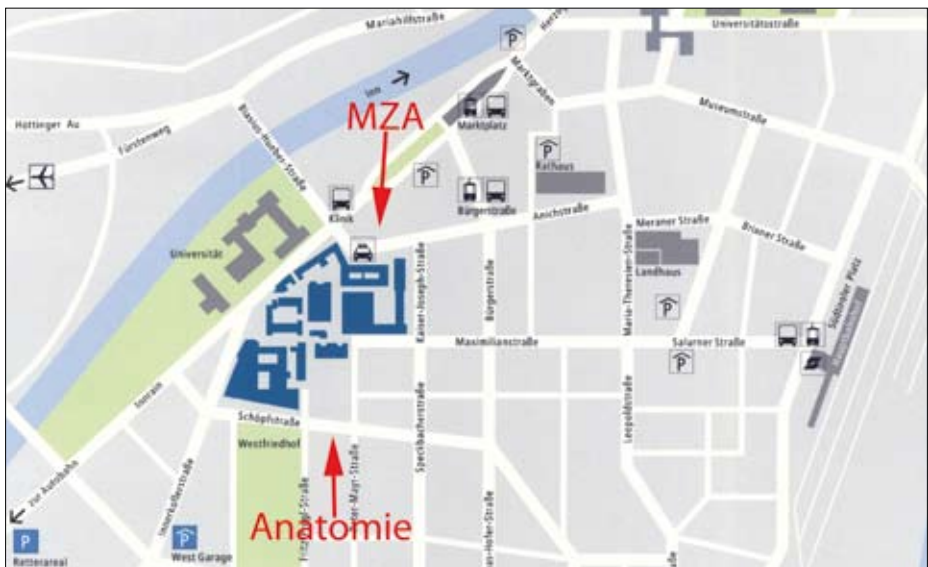 Mariahilfstraße
Universitätsstraße
P
Inn
Höttinger Au
Fürstenweg
Blasius-Hueber-Straße
MZA
Marktgraben
Marktplatz
Museumstraße
P
Rathaus
P
Bürgerstraße
Klinik
Anichstraße
Meraner Straße
Brixner Straße
Universität
Landhaus
Kaiser-Joseph-Straße
Bürgerstraße
Maria-Theresien-Straße
Südtiroler Platz
P
Maximilianstraße
Salurner Straße
P
Innrain
Schöpfstraße
Westfriedhof
Speckbacherstraße
Leopoldstraße
zur Autobahn
Innerkoflerstraße
Anatomie
P
Retterareal
P
West Garage